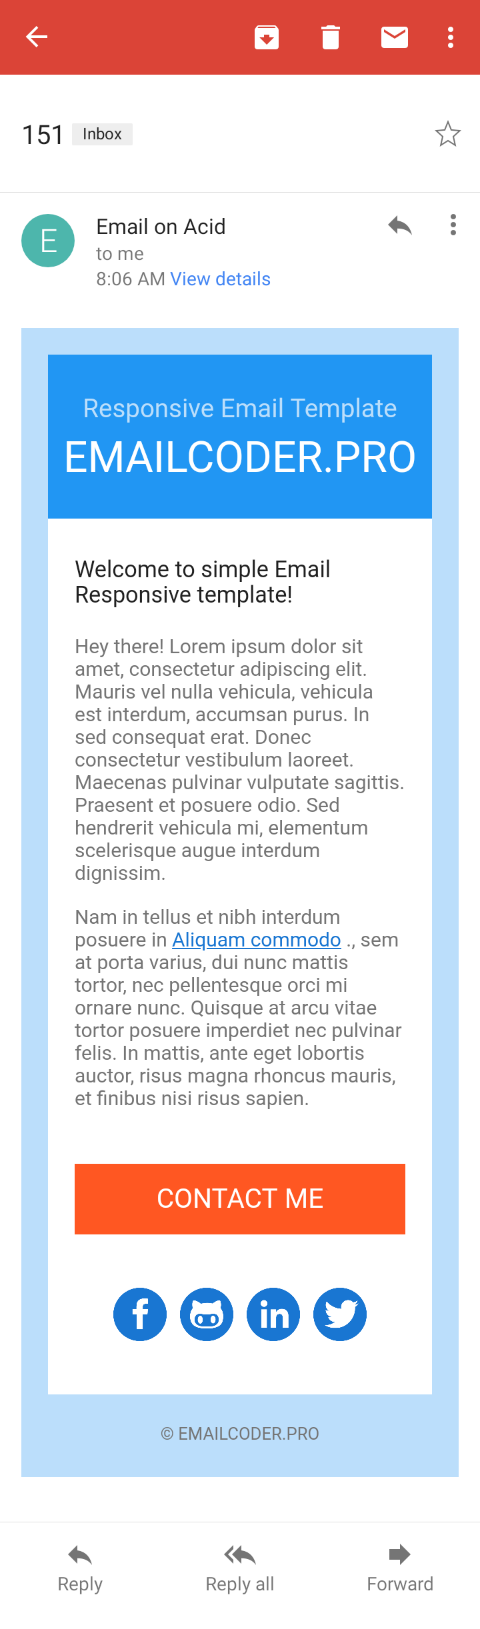 151 Inbox
E
Email on Acid
to me
8:06 AM View details
Responsive Email Template
EMAILCODER.PRO
Welcome to simple Email
Responsive template!
Hey there! Lorem ipsum dolor sit
amet, consectetur adipiscing elit.
Mauris vel nulla vehicula, vehicula
est interdum, accumsan purus. In
sed consequat erat. Donec
consectetur vestibulum laoreet.
Maecenas pulvinar vulputate sagittis.
Praesent et posuere odio. Sed
hendrerit vehicula mi, elementum
scelerisque augue interdum
dignissim.
Nam in tellus et nibh interdum
posuere in Aliquam commodo ., sem
at porta varius, dui nunc mattis
tortor, nec pellentesque orci mi
ornare nunc. Quisque at arcu vitae
tortor posuere imperdiet nec pulvinar
felis. In mattis, ante eget lobortis
auctor, risus magna rhoncus mauris,
et finibus nisi risus sapien.
CONTACT ME
f in
© EMAILCODER.PRO
Reply Reply all Forward